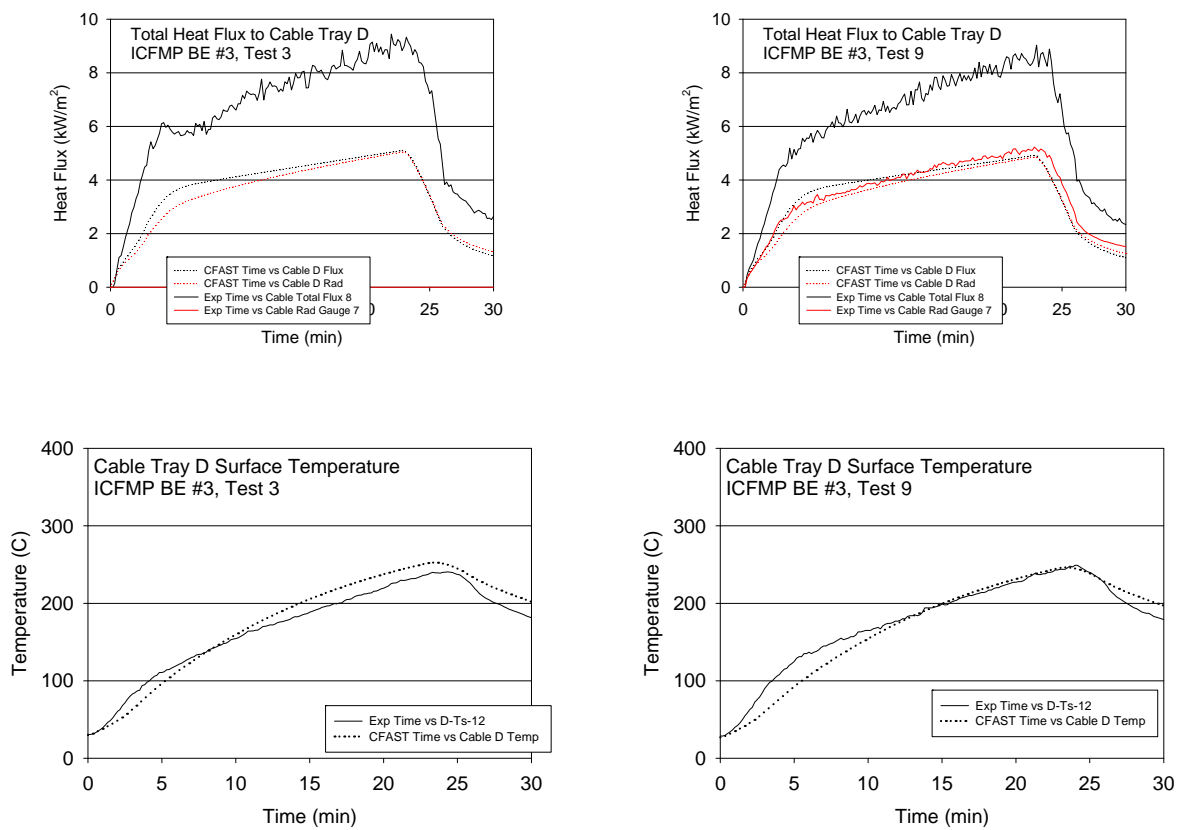 Total Heat Flux to Cable Tray D
ICFMP BE #3, Test 3
Heat Flux (kW/m²)
10
8
6
4
2
0
CFAST Time vs Cable D Flux
CFAST Time vs Cable D Rad
Exp Time vs Cable Total Flux 8
Exp Time vs Cable Rad Gauge 7
0
25
30
Time (min)
Total Heat Flux to Cable Tray D
ICFMP BE #3, Test 9
Heat Flux (kW/m²)
10
8
6
4
2
0
CFAST Time vs Cable D Flux
CFAST Time vs Cable D Rad
Exp Time vs Cable Total Flux 8
Exp Time vs Cable Rad Gauge 7
0
25
30
Time (min)
Cable Tray D Surface Temperature
ICFMP BE #3, Test 3
Temperature (C)
400
300
200
100
0
Exp Time vs D-Ts-12
CFAST Time vs Cable D Temp
0 5 10 15 20 25 30
Time (min)
Cable Tray D Surface Temperature
ICFMP BE #3, Test 9
Temperature (C)
400
300
200
100
0
Exp Time vs D-Ts-12
CFAST Time vs Cable D Temp
0 5 10 15 20 25 30
Time (min)